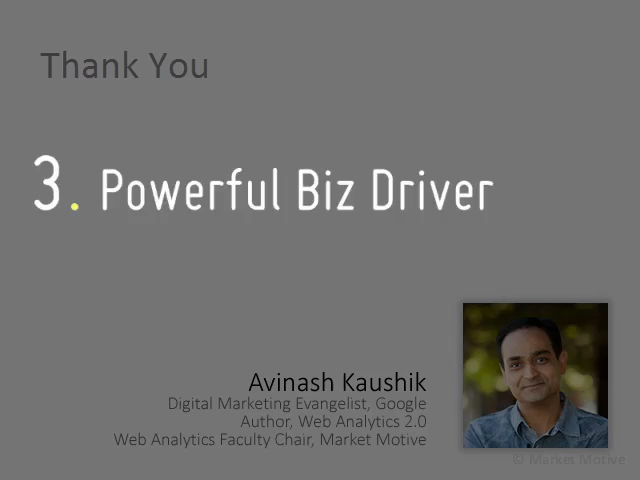 Thank You
3. Powerful Biz Driver
Avinash Kaushik
Digital Marketing Evangelist, Google
Author, Web Analytics 2.0
Web Analytics Faculty Chair, Market Motive
© Market Motive